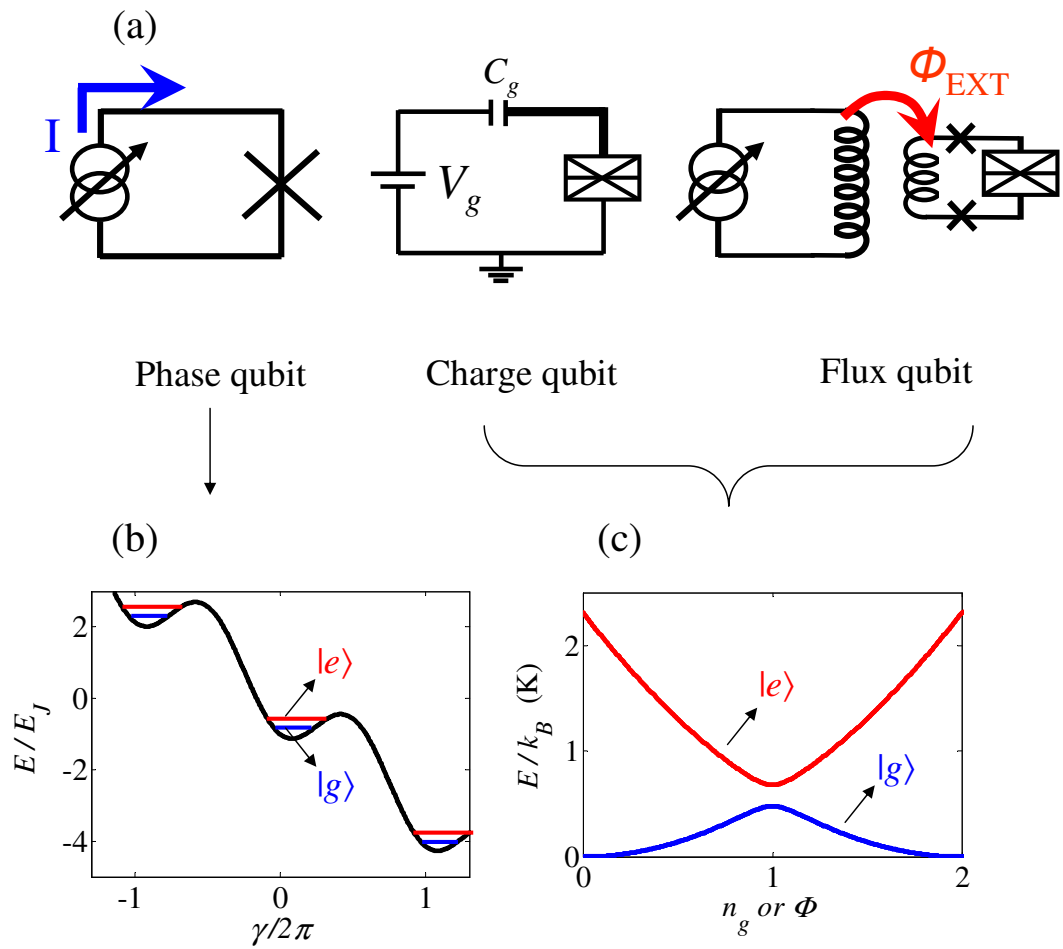 (a)
I
C_g
V_g
Φ_EXT
Phase qubit
Charge qubit
Flux qubit
(b)
(c)
E / E_J
2
0
-2
-4
|e⟩
|g⟩
-1
0
1
γ/2π
E/k_B (K)
2
1
0
|e⟩
|g⟩
0
1
2
n_g or Φ